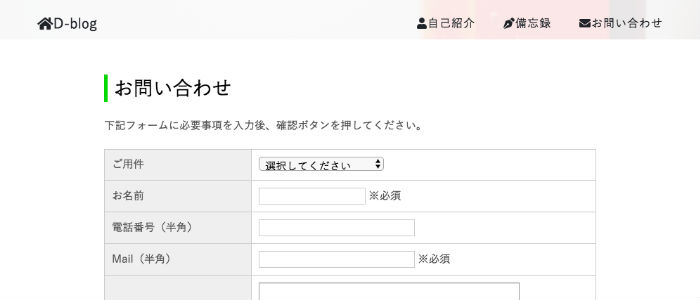 D-blog 自己紹介 備忘録 お問い合わせ
お問い合わせ
下記フォームに必要事項を入力後、確認ボタンを押してください。
ご用件 選択してください
お名前 ※必須
電話番号（半角）
Mail（半角） ※必須